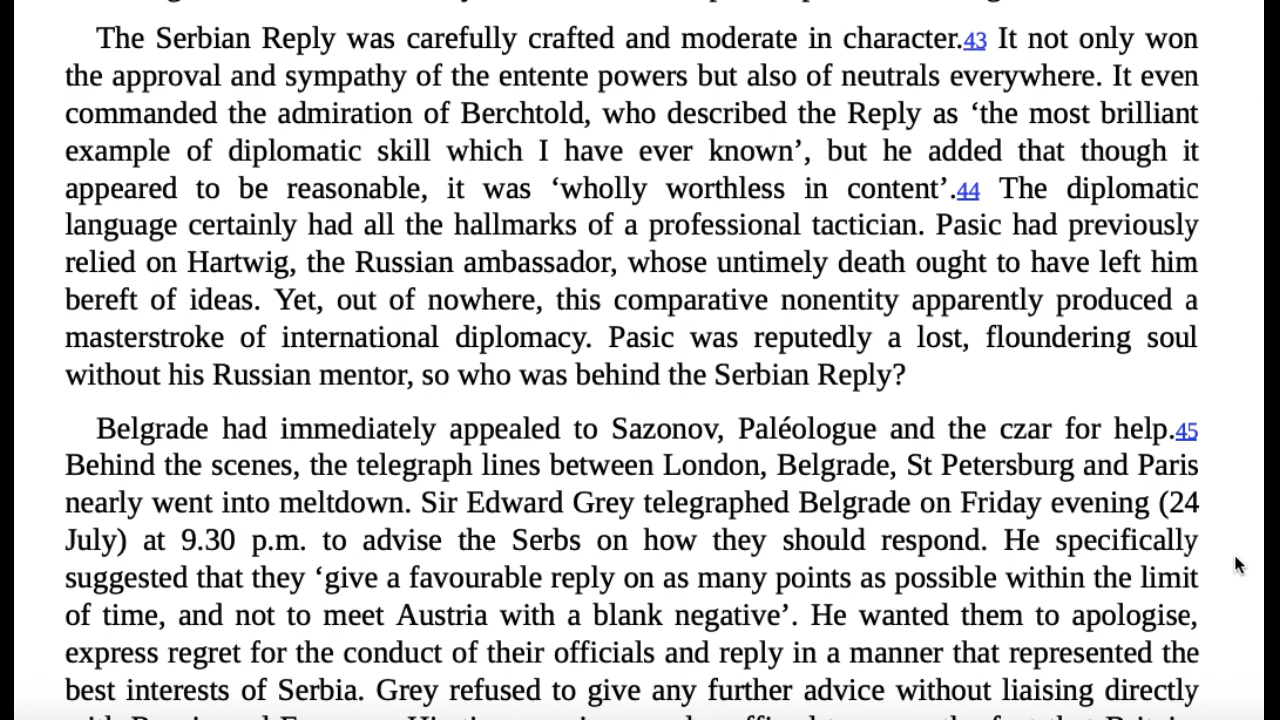 The Serbian Reply was carefully crafted and moderate in character.43 It not only won
the approval and sympathy of the entente powers but also of neutrals everywhere. It even
commanded the admiration of Berchtold, who described the Reply as ‘the most brilliant
example of diplomatic skill which I have ever known’, but he added that though it
appeared to be reasonable, it was ‘wholly worthless in content’.44 The diplomatic
language certainly had all the hallmarks of a professional tactician. Pasic had previously
relied on Hartwig, the Russian ambassador, whose untimely death ought to have left him
bereft of ideas. Yet, out of nowhere, this comparative nonentity apparently produced a
masterstroke of international diplomacy. Pasic was reputedly a lost, floundering soul
without his Russian mentor, so who was behind the Serbian Reply?
Belgrade had immediately appealed to Sazonov, Paléologue and the czar for help.45
Behind the scenes, the telegraph lines between London, Belgrade, St Petersburg and Paris
nearly went into meltdown. Sir Edward Grey telegraphed Belgrade on Friday evening (24
July) at 9.30 p.m. to advise the Serbs on how they should respond. He specifically
suggested that they ‘give a favourable reply on as many points as possible within the limit
of time, and not to meet Austria with a blank negative’. He wanted them to apologise,
express regret for the conduct of their officials and reply in a manner that represented the
best interests of Serbia. Grey refused to give any further advice without liaising directly